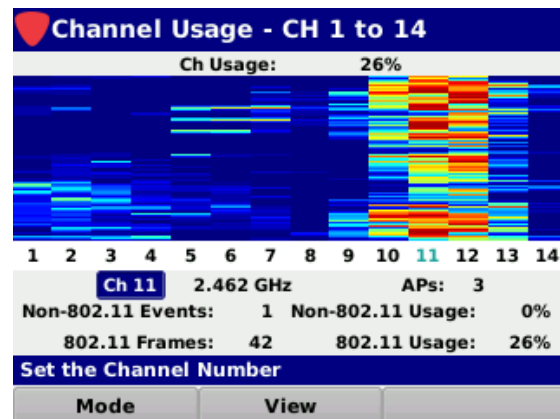 Channel Usage - CH 1 to 14
Ch Usage: 26%
1 2 3 4 5 6 7 8 9 10 11 12 13 14
Ch 11 2.462 GHz APs: 3
Non-802.11 Events: 1 Non-802.11 Usage: 0%
802.11 Frames: 42 802.11 Usage: 26%
Set the Channel Number
Mode View